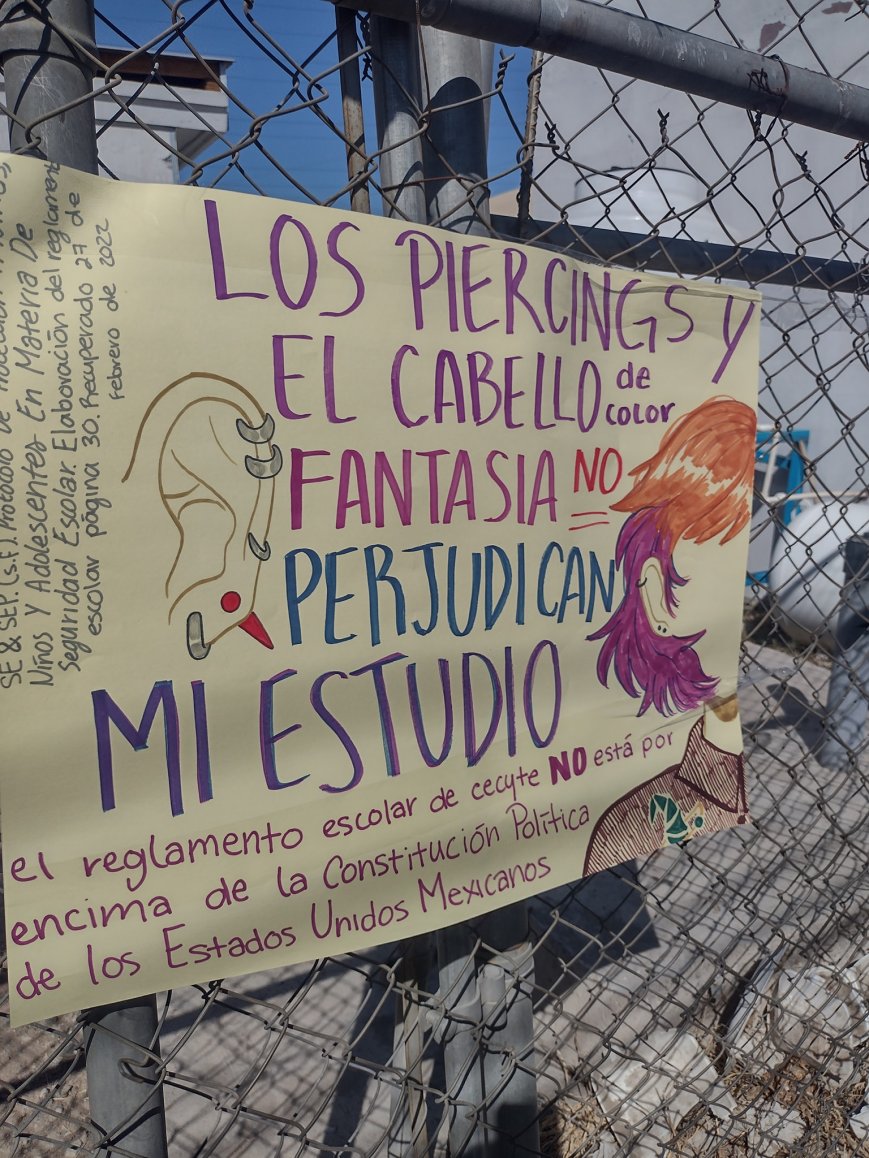 LOS PIERCINGS Y
EL CABELLO de color
FANTASIA NO
PERJUDICAN
MI ESTUDIO
el reglamento escolar de cecyte NO está por
encima de la Constitución Política
de los Estados Unidos Mexicanos
SE & SEP. (s.f). Protocolo De
Niños Y Adolescentes En Materia De
Seguridad Escolar. Elaboración del reglamen
escolar página 30. Recuperado 27 de
febrero de 2022